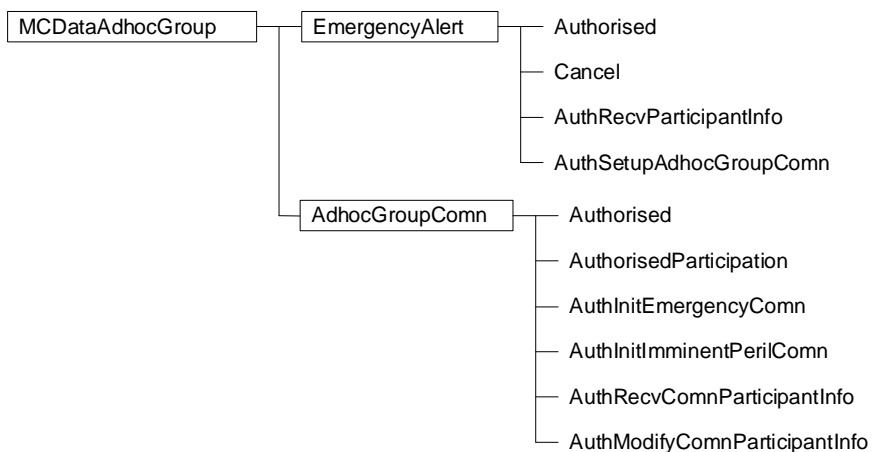 MCDataAdhocGroup
EmergencyAlert
Authorised
Cancel
AuthRecvParticipantInfo
AuthSetupAdhocGroupComn
AdhocGroupComn
Authorised
AuthorisedParticipation
AuthInitEmergencyComn
AuthInitImminentPerilComn
AuthRecvComnParticipantInfo
AuthModifyComnParticipantInfo